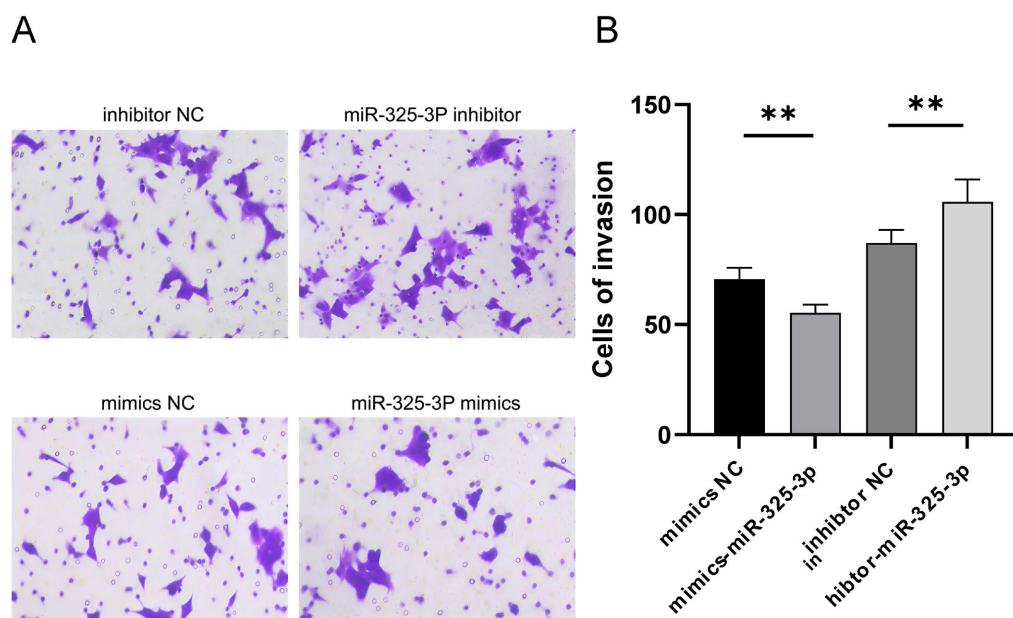 A
inhibitor NC
miR-325-3P inhibitor
mimics NC
miR-325-3P mimics
B
Cells of invasion
150
100
50
0
**
**
mimics NC
mimics-miR-325-3p
inhibtor NC
in
hibtor-miR-325-3p